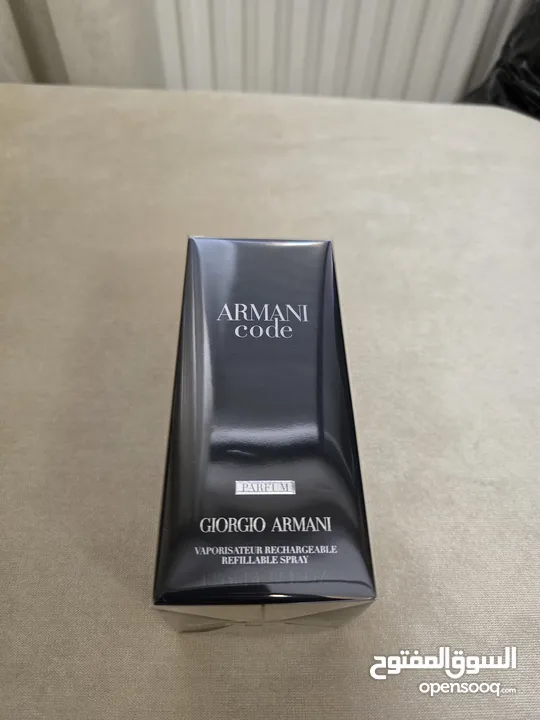 ARMANI
code
PARFUM
GIORGIO ARMANI
VAPORISATEUR RECHARGEABLE
REFILLABLE SPRAY
السوق المفتوح
opensooq.com